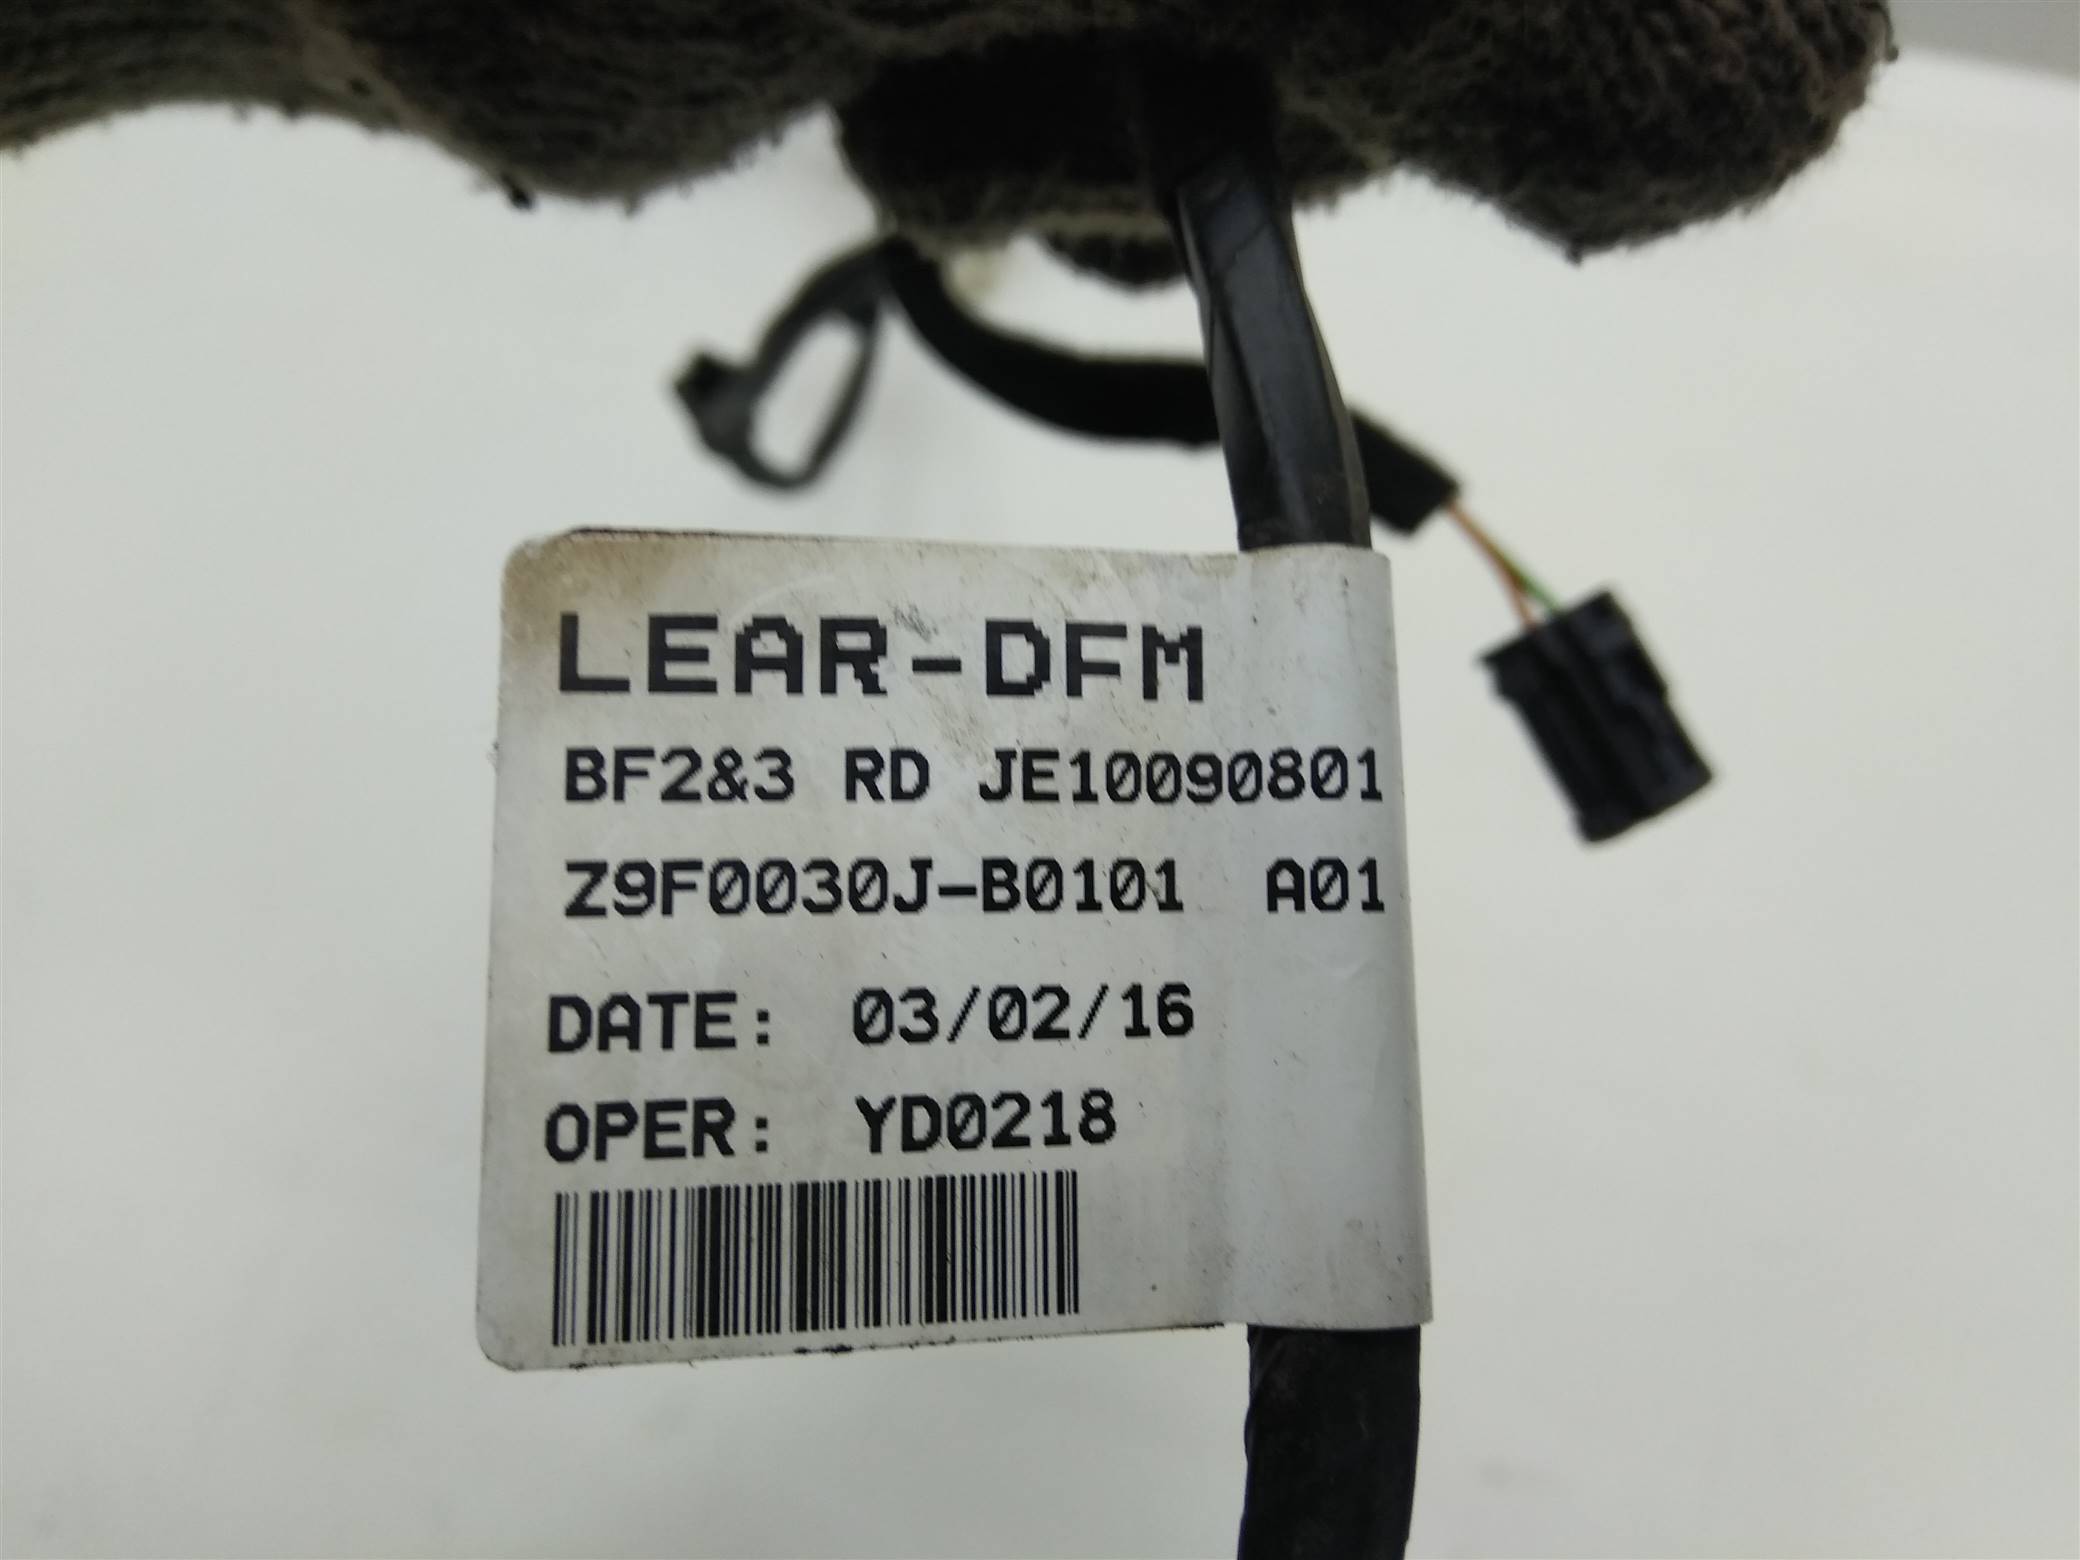 LEAR-DFM
BF2&3 RD JE10090801
Z9F0030J-B0101 A01
DATE: 03/02/16
OPER: YD0218